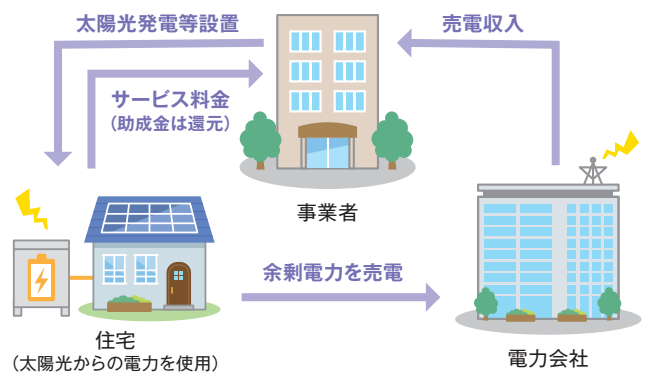 太陽光発電等設置
売電収入
サービス料金
（助成金は還元）
事業者
余剰電力を売電
住宅
（太陽光からの電力を使用）
電力会社